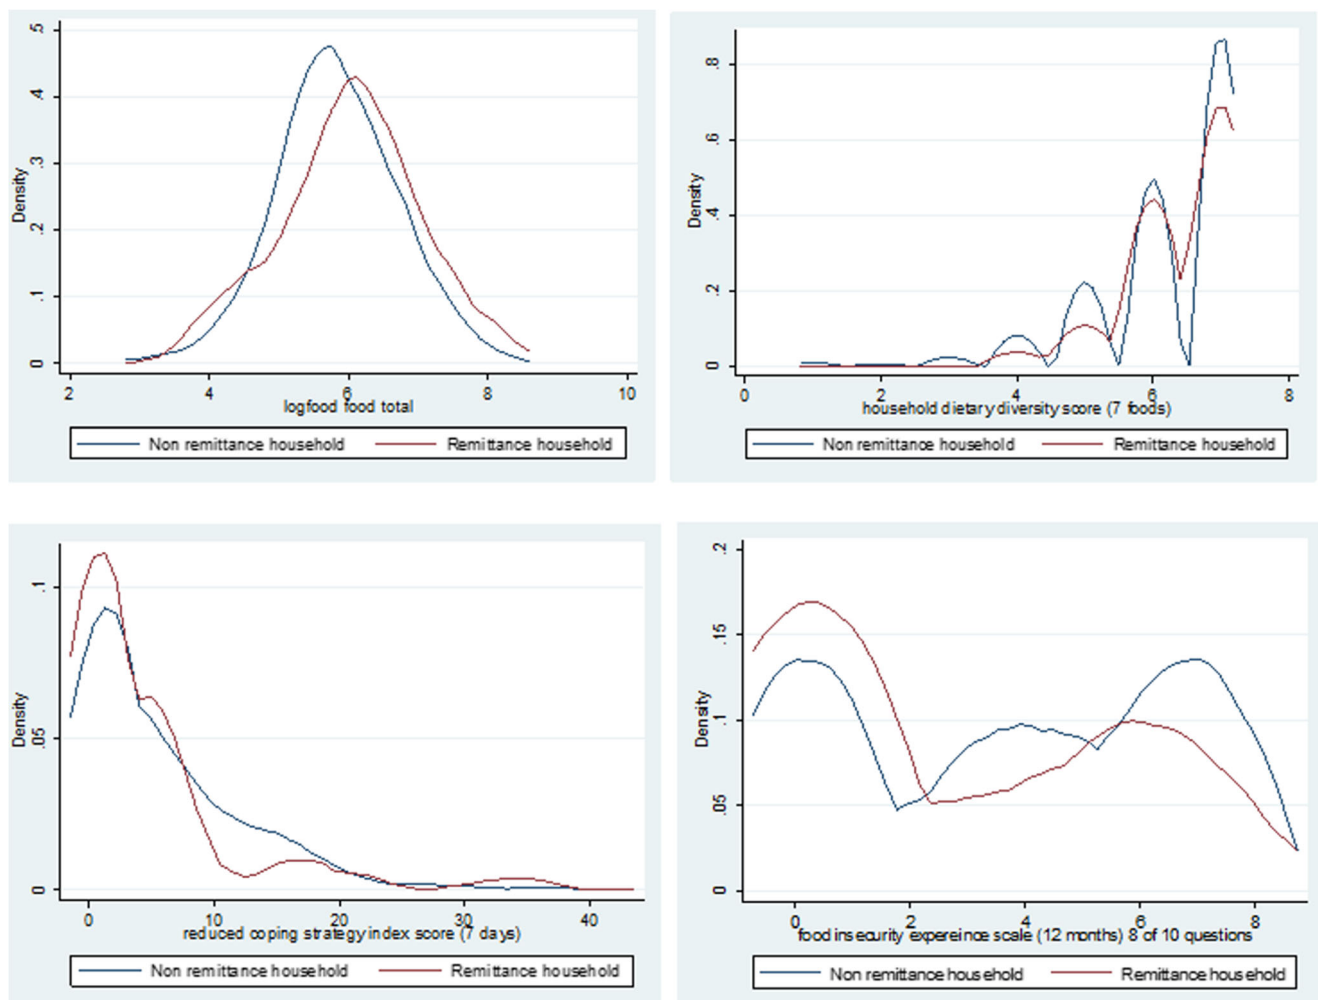 .5
.4
.3
.2
.1
0
Density
2 4 6 8 10
logfood food total
Non remittance household Remittance household
.8
.6
.4
.2
0
Density
0 2 4 6 8
household dietary diversity score (7 foods)
Non remittance household Remittance household
.1
.05
0
Density
0 10 20 30 40
reduced coping strategy index score (7 days)
Non remittance household Remittance household
.2
.15
.1
.05
0
Density
0 2 4 6 8
food insecurity expereince scale (12 months) 8 of 10 questions
Non remittance household Remittance household